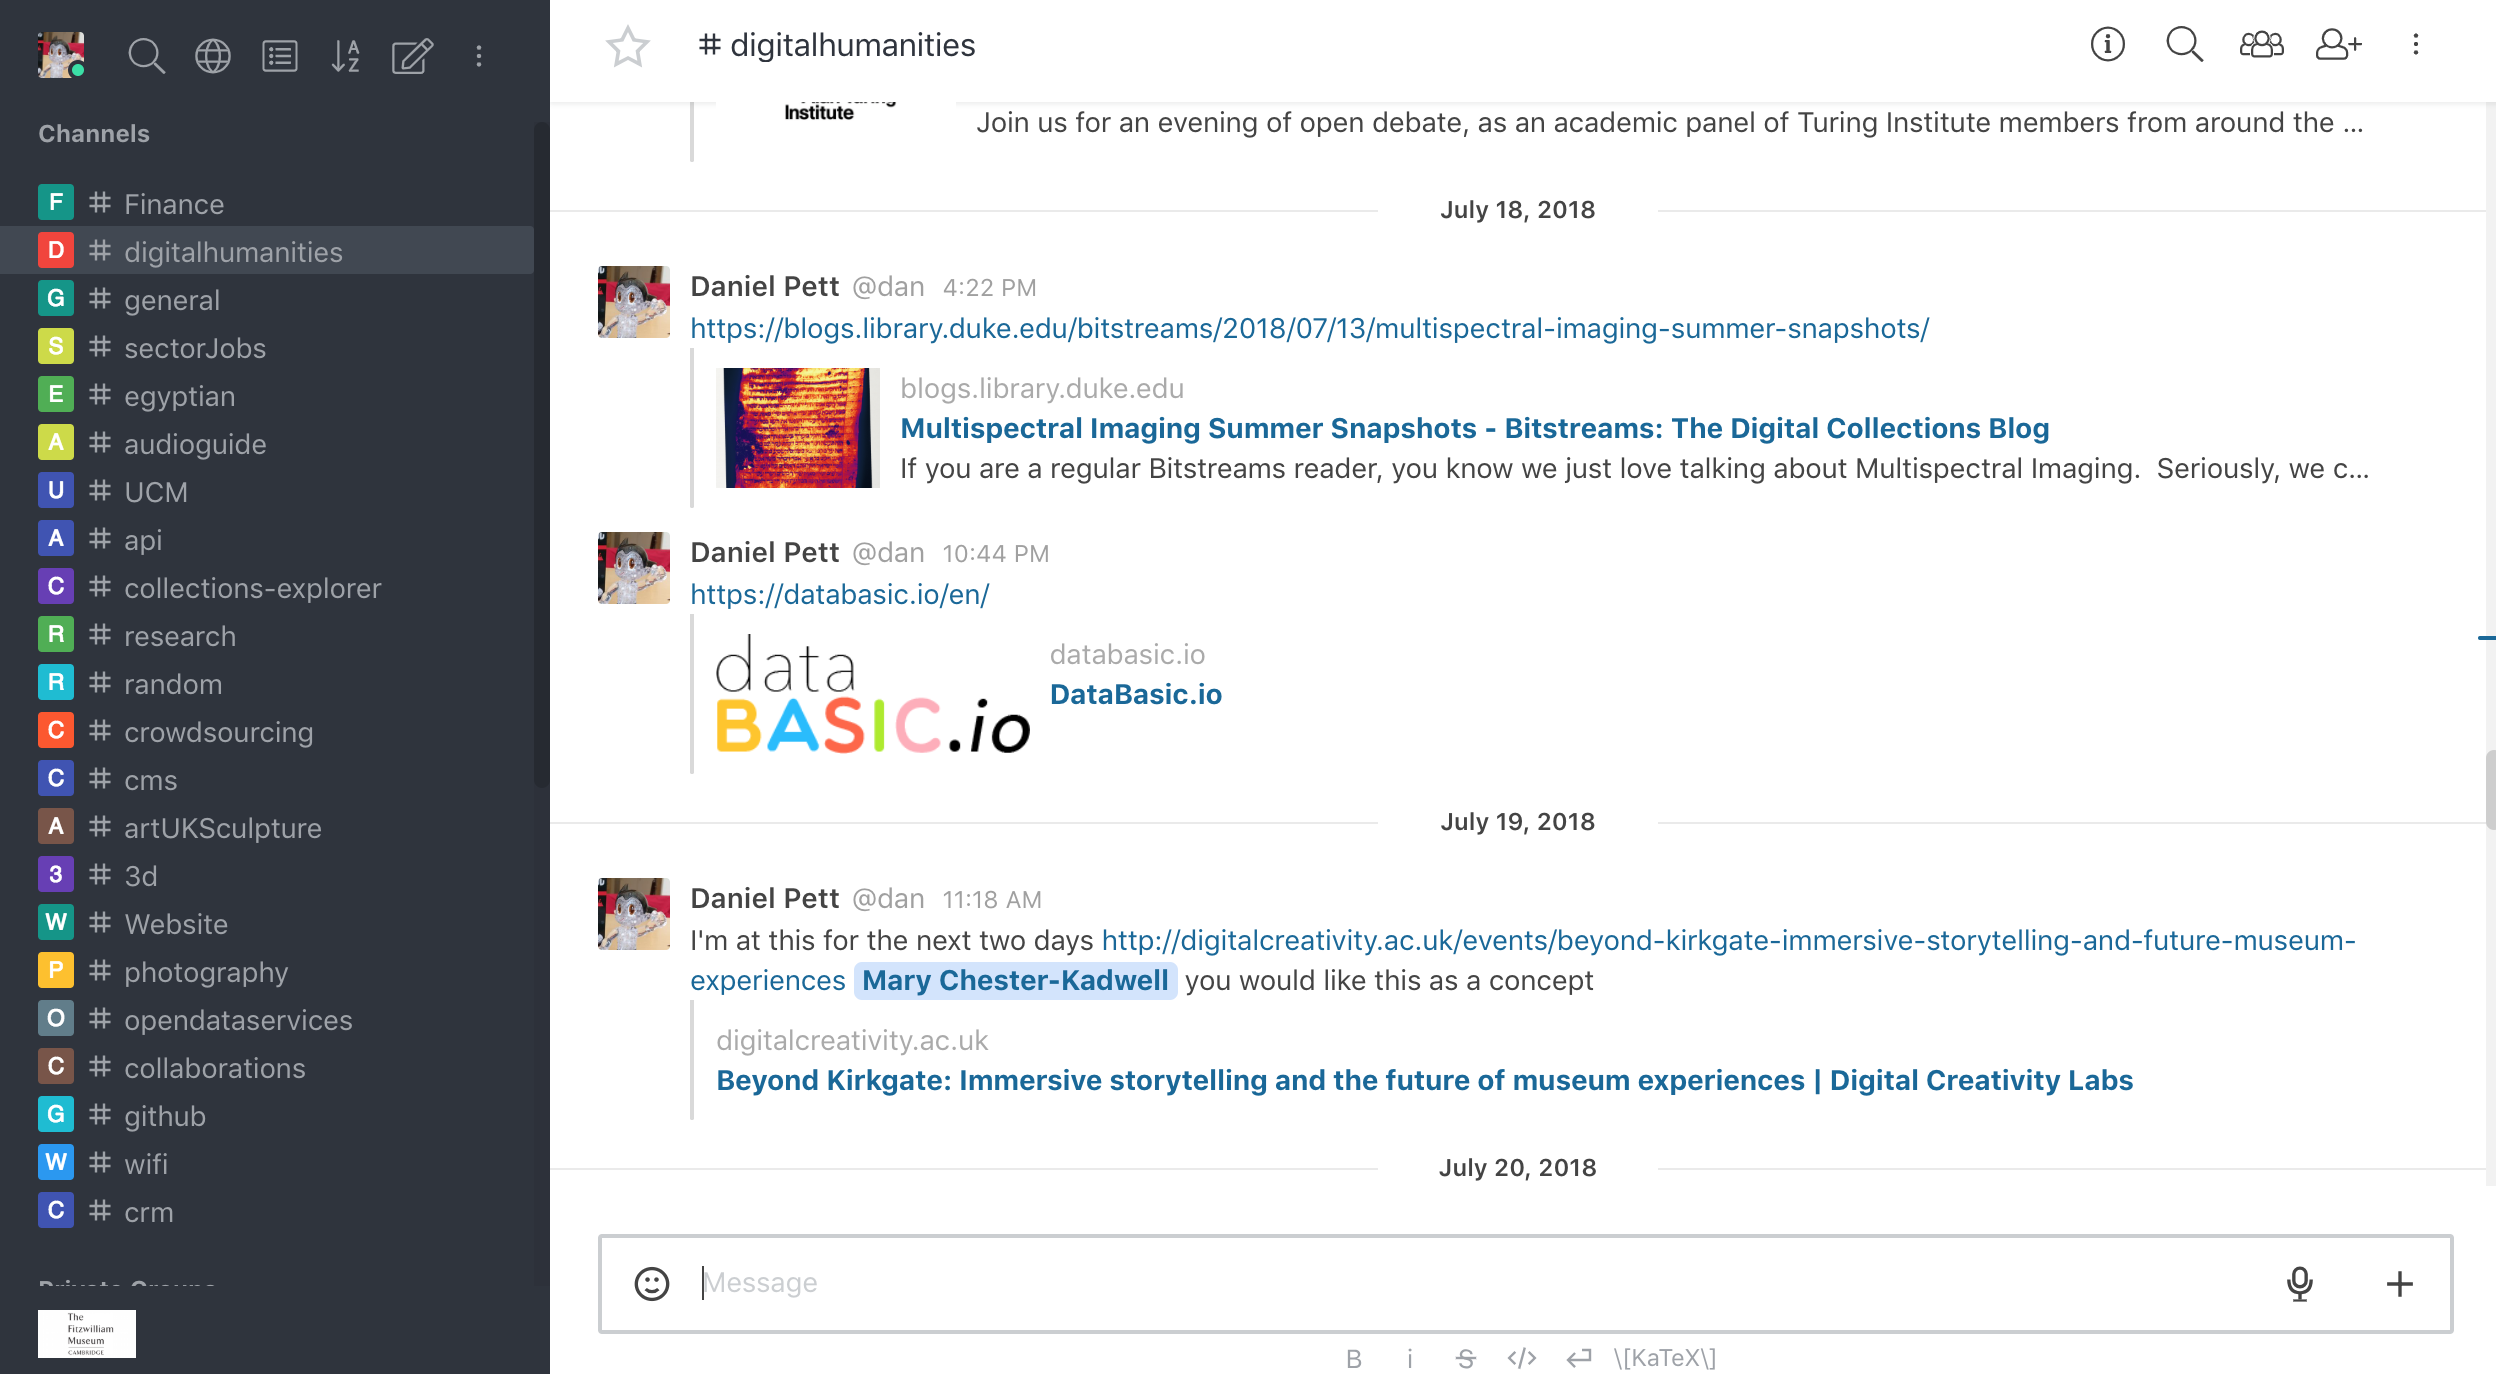 Channels
F # Finance
D # digitalhumanities
G # general
S # sectorJobs
E # egyptian
A # audioguide
U # UCM
A # api
C # collections-explorer
R # research
R # random
C # crowdsourcing
C # cms
A # artUKSculpture
3 # 3d
W # Website
P # photography
O # opendataservices
C # collaborations
G # github
W # wifi
C # crm
Private Groups
The
Fitzwilliam
Museum
CAMBRIDGE
# digitalhumanities
Institute
Join us for an evening of open debate, as an academic panel of Turing Institute members from around the ...
July 18, 2018
Daniel Pett @dan 4:22 PM
https://blogs.library.duke.edu/bitstreams/2018/07/13/multispectral-imaging-summer-snapshots/
blogs.library.duke.edu
Multispectral Imaging Summer Snapshots - Bitstreams: The Digital Collections Blog
If you are a regular Bitstreams reader, you know we just love talking about Multispectral Imaging.  Seriously, we c...
Daniel Pett @dan 10:44 PM
https://databasic.io/en/
data
BASIC.io
databasic.io
DataBasic.io
July 19, 2018
Daniel Pett @dan 11:18 AM
I'm at this for the next two days http://digitalcreativity.ac.uk/events/beyond-kirkgate-immersive-storytelling-and-future-museum-
experiences Mary Chester-Kadwell you would like this as a concept
digitalcreativity.ac.uk
Beyond Kirkgate: Immersive storytelling and the future of museum experiences | Digital Creativity Labs
July 20, 2018
Message
B i S </> \[KaTeX\]